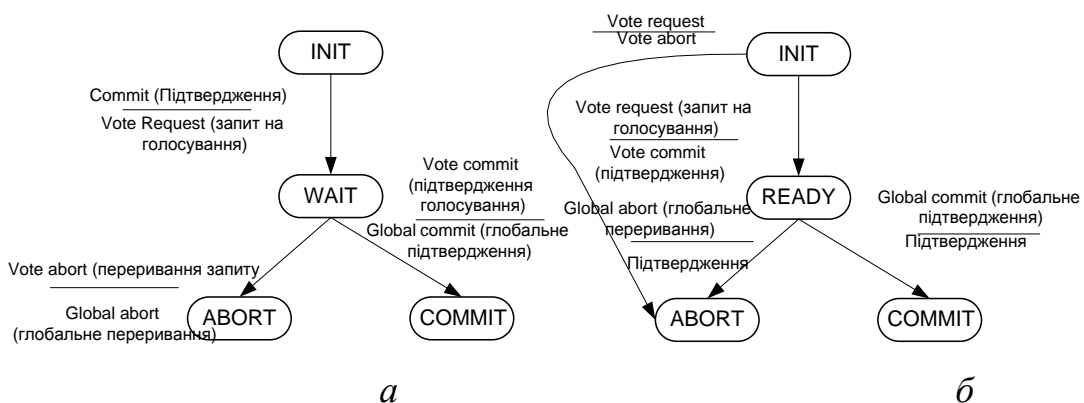 INIT
Commit (Підтвердження)
Vote Request (запит на
голосування)
WAIT
Vote commit
(підтвердження
голосування)
Global commit (глобальне
підтвердження)
Vote abort (переривання запиту
Global abort
(глобальне переривання)
ABORT
COMMIT
а
Vote request
Vote abort
INIT
Vote request (запит на
голосування)
Vote commit
(підтвердження)
READY
Global abort (глобальне
переривання)
Підтвердження
Global commit (глобальне
підтвердження)
Підтвердження
ABORT
COMMIT
б